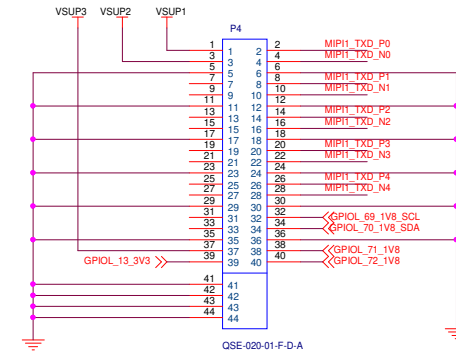 VSUP3 VSUP2 VSUP1
P4
1 1 2 2 MIPI1_TXD_P0
3 3 4 4 MIPI1_TXD_N0
5 5 6 6
7 7 8 8 MIPI1_TXD_P1
9 9 10 10 MIPI1_TXD_N1
11 11 12 12
13 13 14 14 MIPI1_TXD_P2
15 15 16 16 MIPI1_TXD_N2
17 17 18 18
19 19 20 20 MIPI1_TXD_P3
21 21 22 22 MIPI1_TXD_N3
23 23 24 24
25 25 26 26 MIPI1_TXD_P4
27 27 28 28 MIPI1_TXD_N4
29 29 30 30
31 31 32 32 GPIOL_69_1V8_SCL
33 33 34 34 GPIOL_70_1V8_SDA
35 35 36 36
37 37 38 38 GPIOL_71_1V8
GPIOL_13_3V3 39 39 40 40 GPIOL_72_1V8
41 41
42 42
43 43
44 44
QSE-020-01-F-D-A